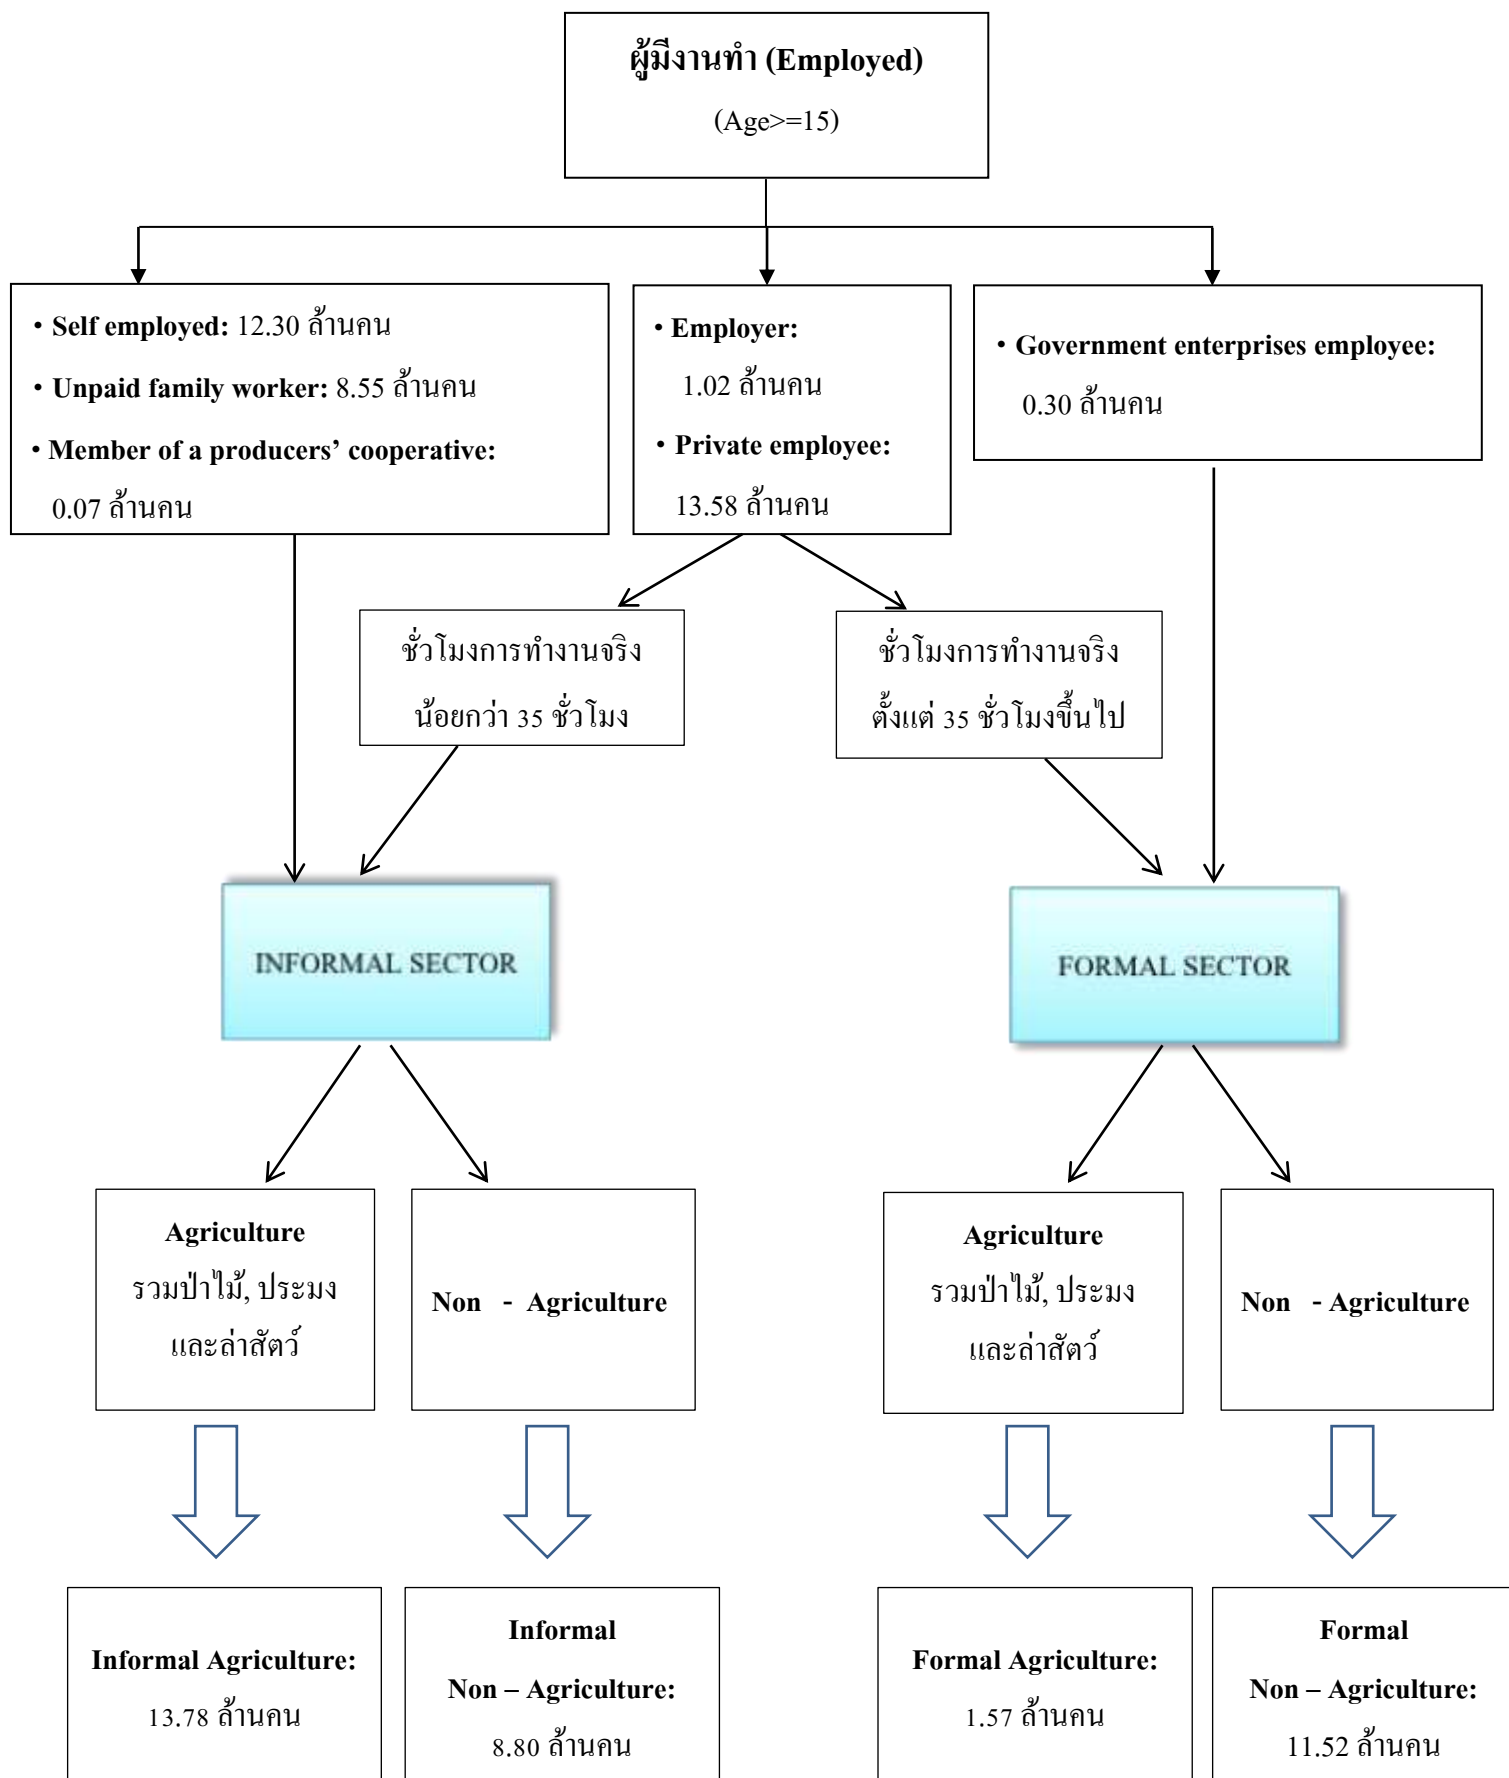 ผู้มีงานทำ (Employed)
(Age>=15)
• Self employed: 12.30 ล้านคน
• Unpaid family worker: 8.55 ล้านคน
• Member of a producers’ cooperative:
0.07 ล้านคน
• Employer:
1.02 ล้านคน
• Private employee:
13.58 ล้านคน
• Government enterprises employee:
0.30 ล้านคน
ชั่วโมงการทำงานจริง
น้อยกว่า 35 ชั่วโมง
ชั่วโมงการทำงานจริง
ตั้งแต่ 35 ชั่วโมงขึ้นไป
INFORMAL SECTOR
FORMAL SECTOR
Agriculture
รวมป่าไม้, ประมง
และล่าสัตว์
Non - Agriculture
Agriculture
รวมป่าไม้, ประมง
และล่าสัตว์
Non - Agriculture
Informal Agriculture:
13.78 ล้านคน
Informal
Non – Agriculture:
8.80 ล้านคน
Formal Agriculture:
1.57 ล้านคน
Formal
Non – Agriculture:
11.52 ล้านคน